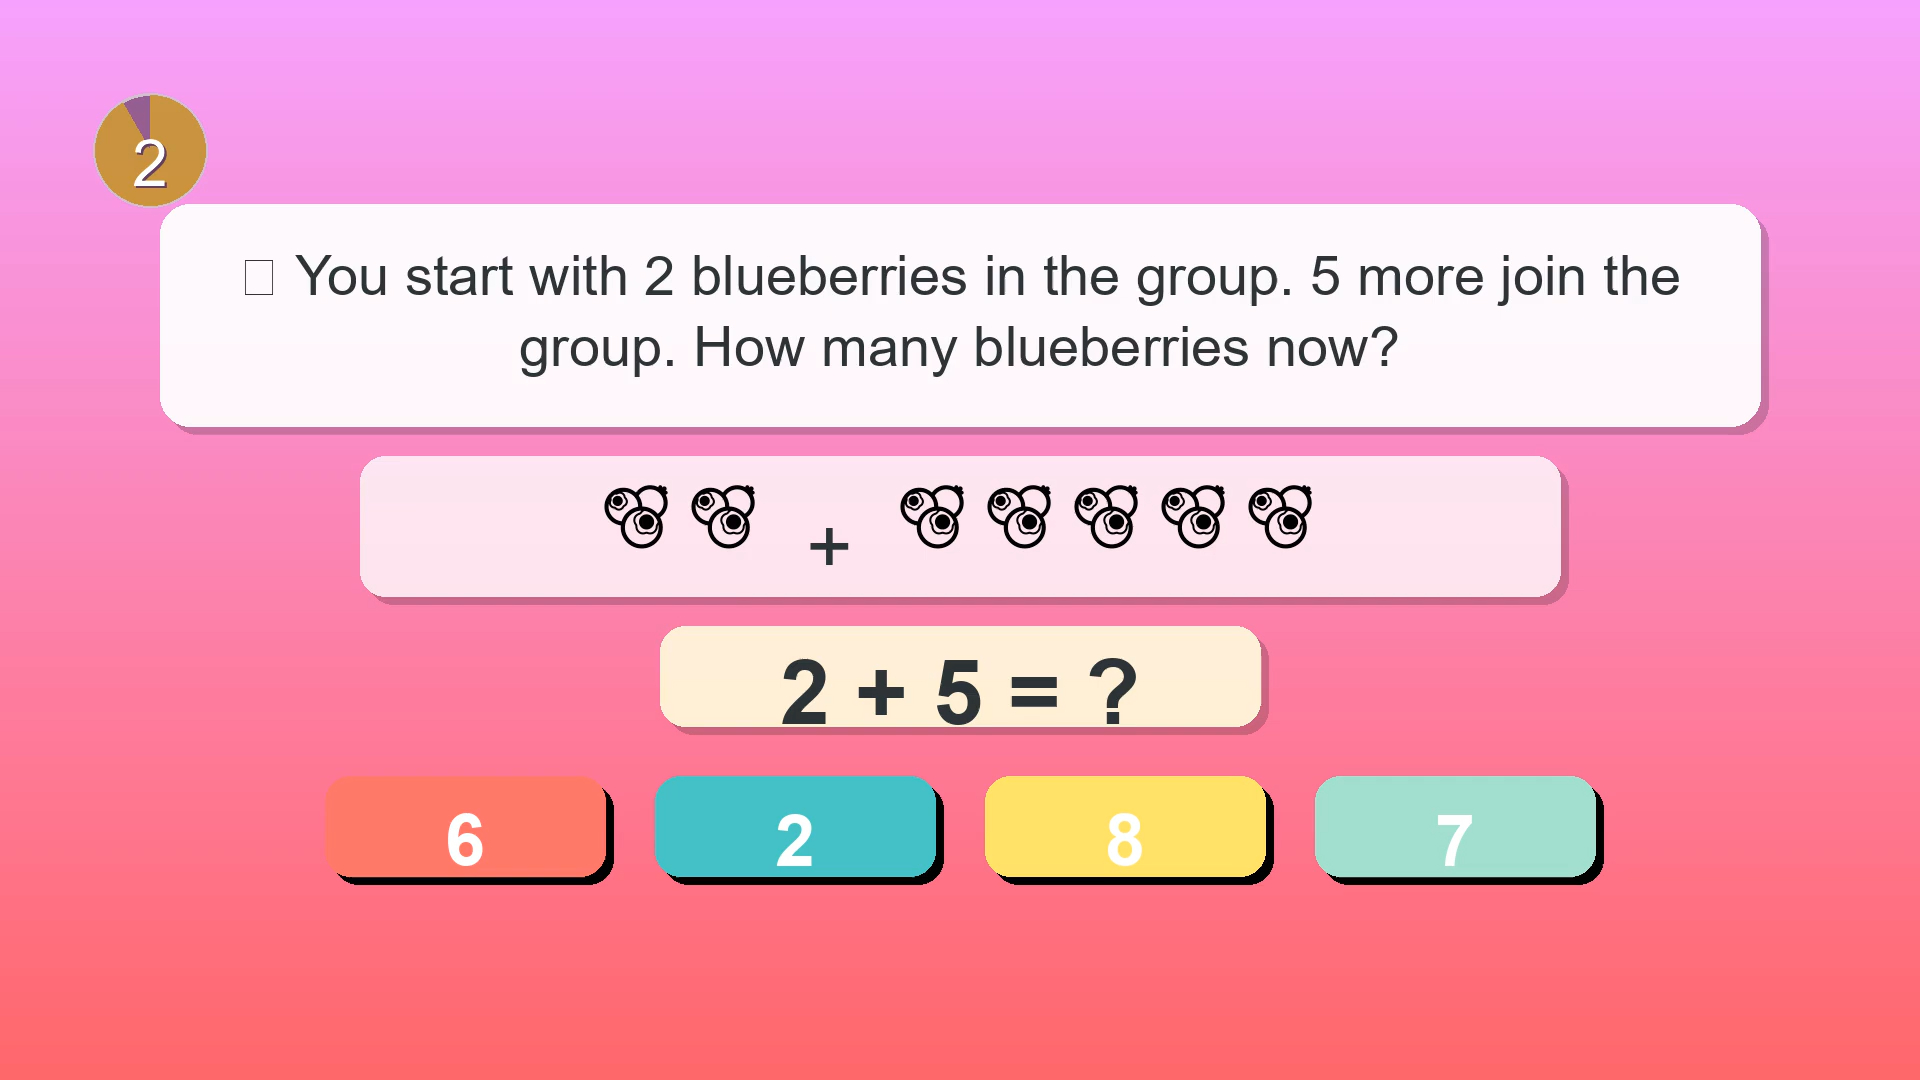 2
You start with 2 blueberries in the group. 5 more join the
group. How many blueberries now?
+
2 + 5 = ?
6 2 8 7